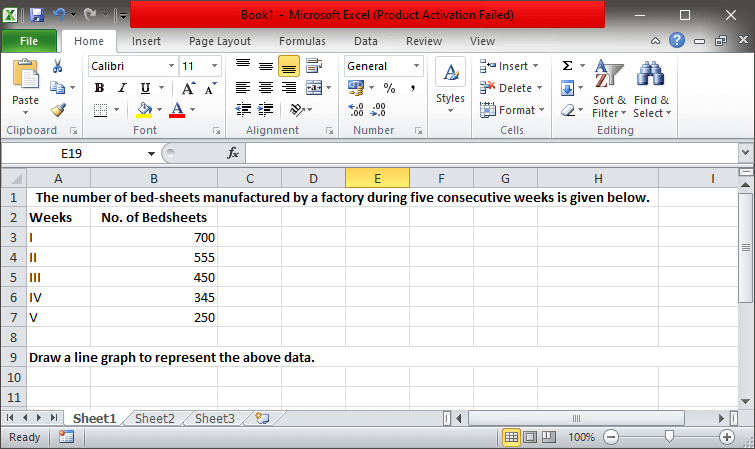 Book1 - Microsoft Excel (Product Activation Failed)
File Home Insert Page Layout Formulas Data Review View
Paste
Clipboard
Calibri 11
B I U A A
A
Font
Alignment
General
% ,
.0 .00
.00 .0
Number
A
Styles
Insert
Delete
Format
Cells
Σ
A
Z
Sort & Filter
Find & Select
Editing
E19 fx
A B C D E F G H I
1 The number of bed-sheets manufactured by a factory during five consecutive weeks is given below.
2 Weeks No. of Bedsheets
3 I 700
4 II 555
5 III 450
6 IV 345
7 V 250
8
9 Draw a line graph to represent the above data.
10
11
Sheet1 Sheet2 Sheet3
Ready 100%